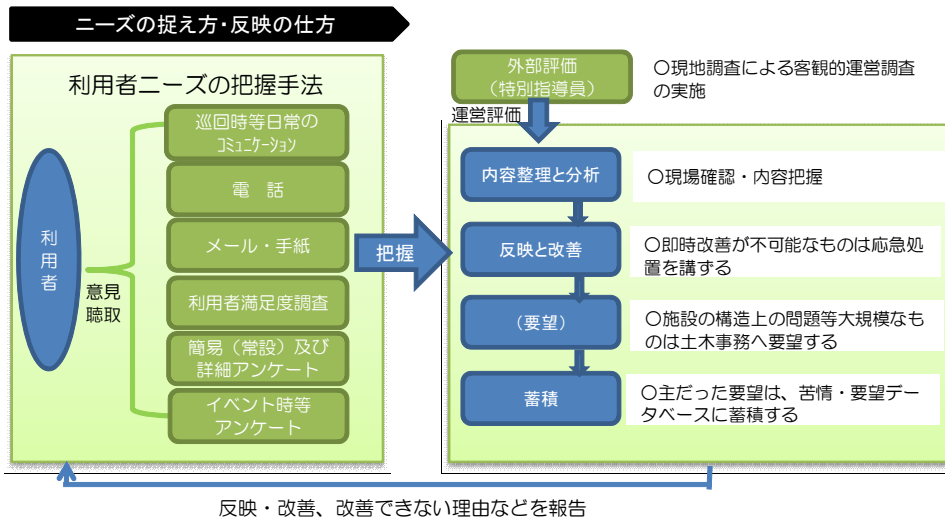 ニーズの捉え方・反映の仕方
利用者ニーズの把握手法
利用者
意見
聴取
巡回時等日常の
コミュニケーション
電　話
メール・手紙
利用者満足度調査
簡易（常設）及び
詳細アンケート
イベント時等
アンケート
把握
外部評価
（特別指導員）
〇現地調査による客観的運営調査
の実施
運営評価
内容整理と分析
〇現場確認・内容把握
反映と改善
〇即時改善が不可能なものは応急処
置を講ずる
（要望）
〇施設の構造上の問題等大規模なも
のは土木事務へ要望する
蓄積
〇主だった要望は、苦情・要望デー
タベースに蓄積する
反映・改善、改善できない理由などを報告